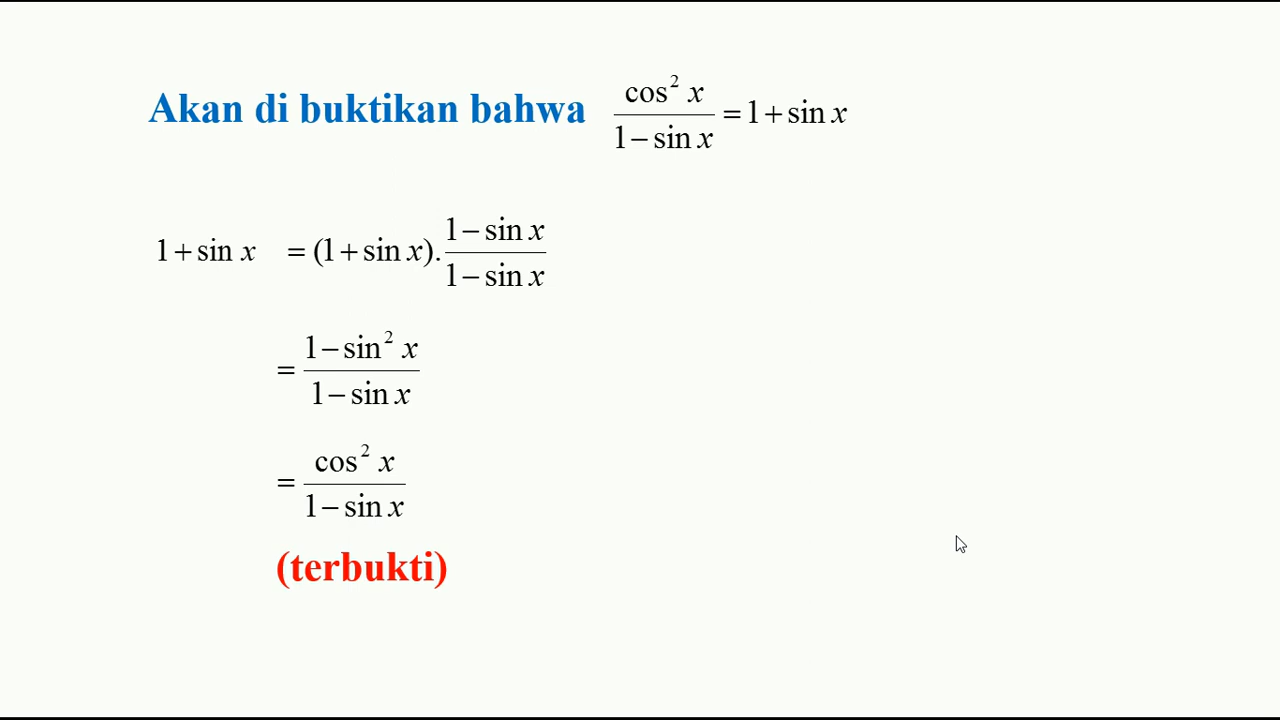 Akan di buktikan bahwa cos² x / 1 − sin x = 1 + sin x
1 + sin x = (1 + sin x). 1 − sin x / 1 − sin x
= 1 − sin² x / 1 − sin x
= cos² x / 1 − sin x
(terbukti)